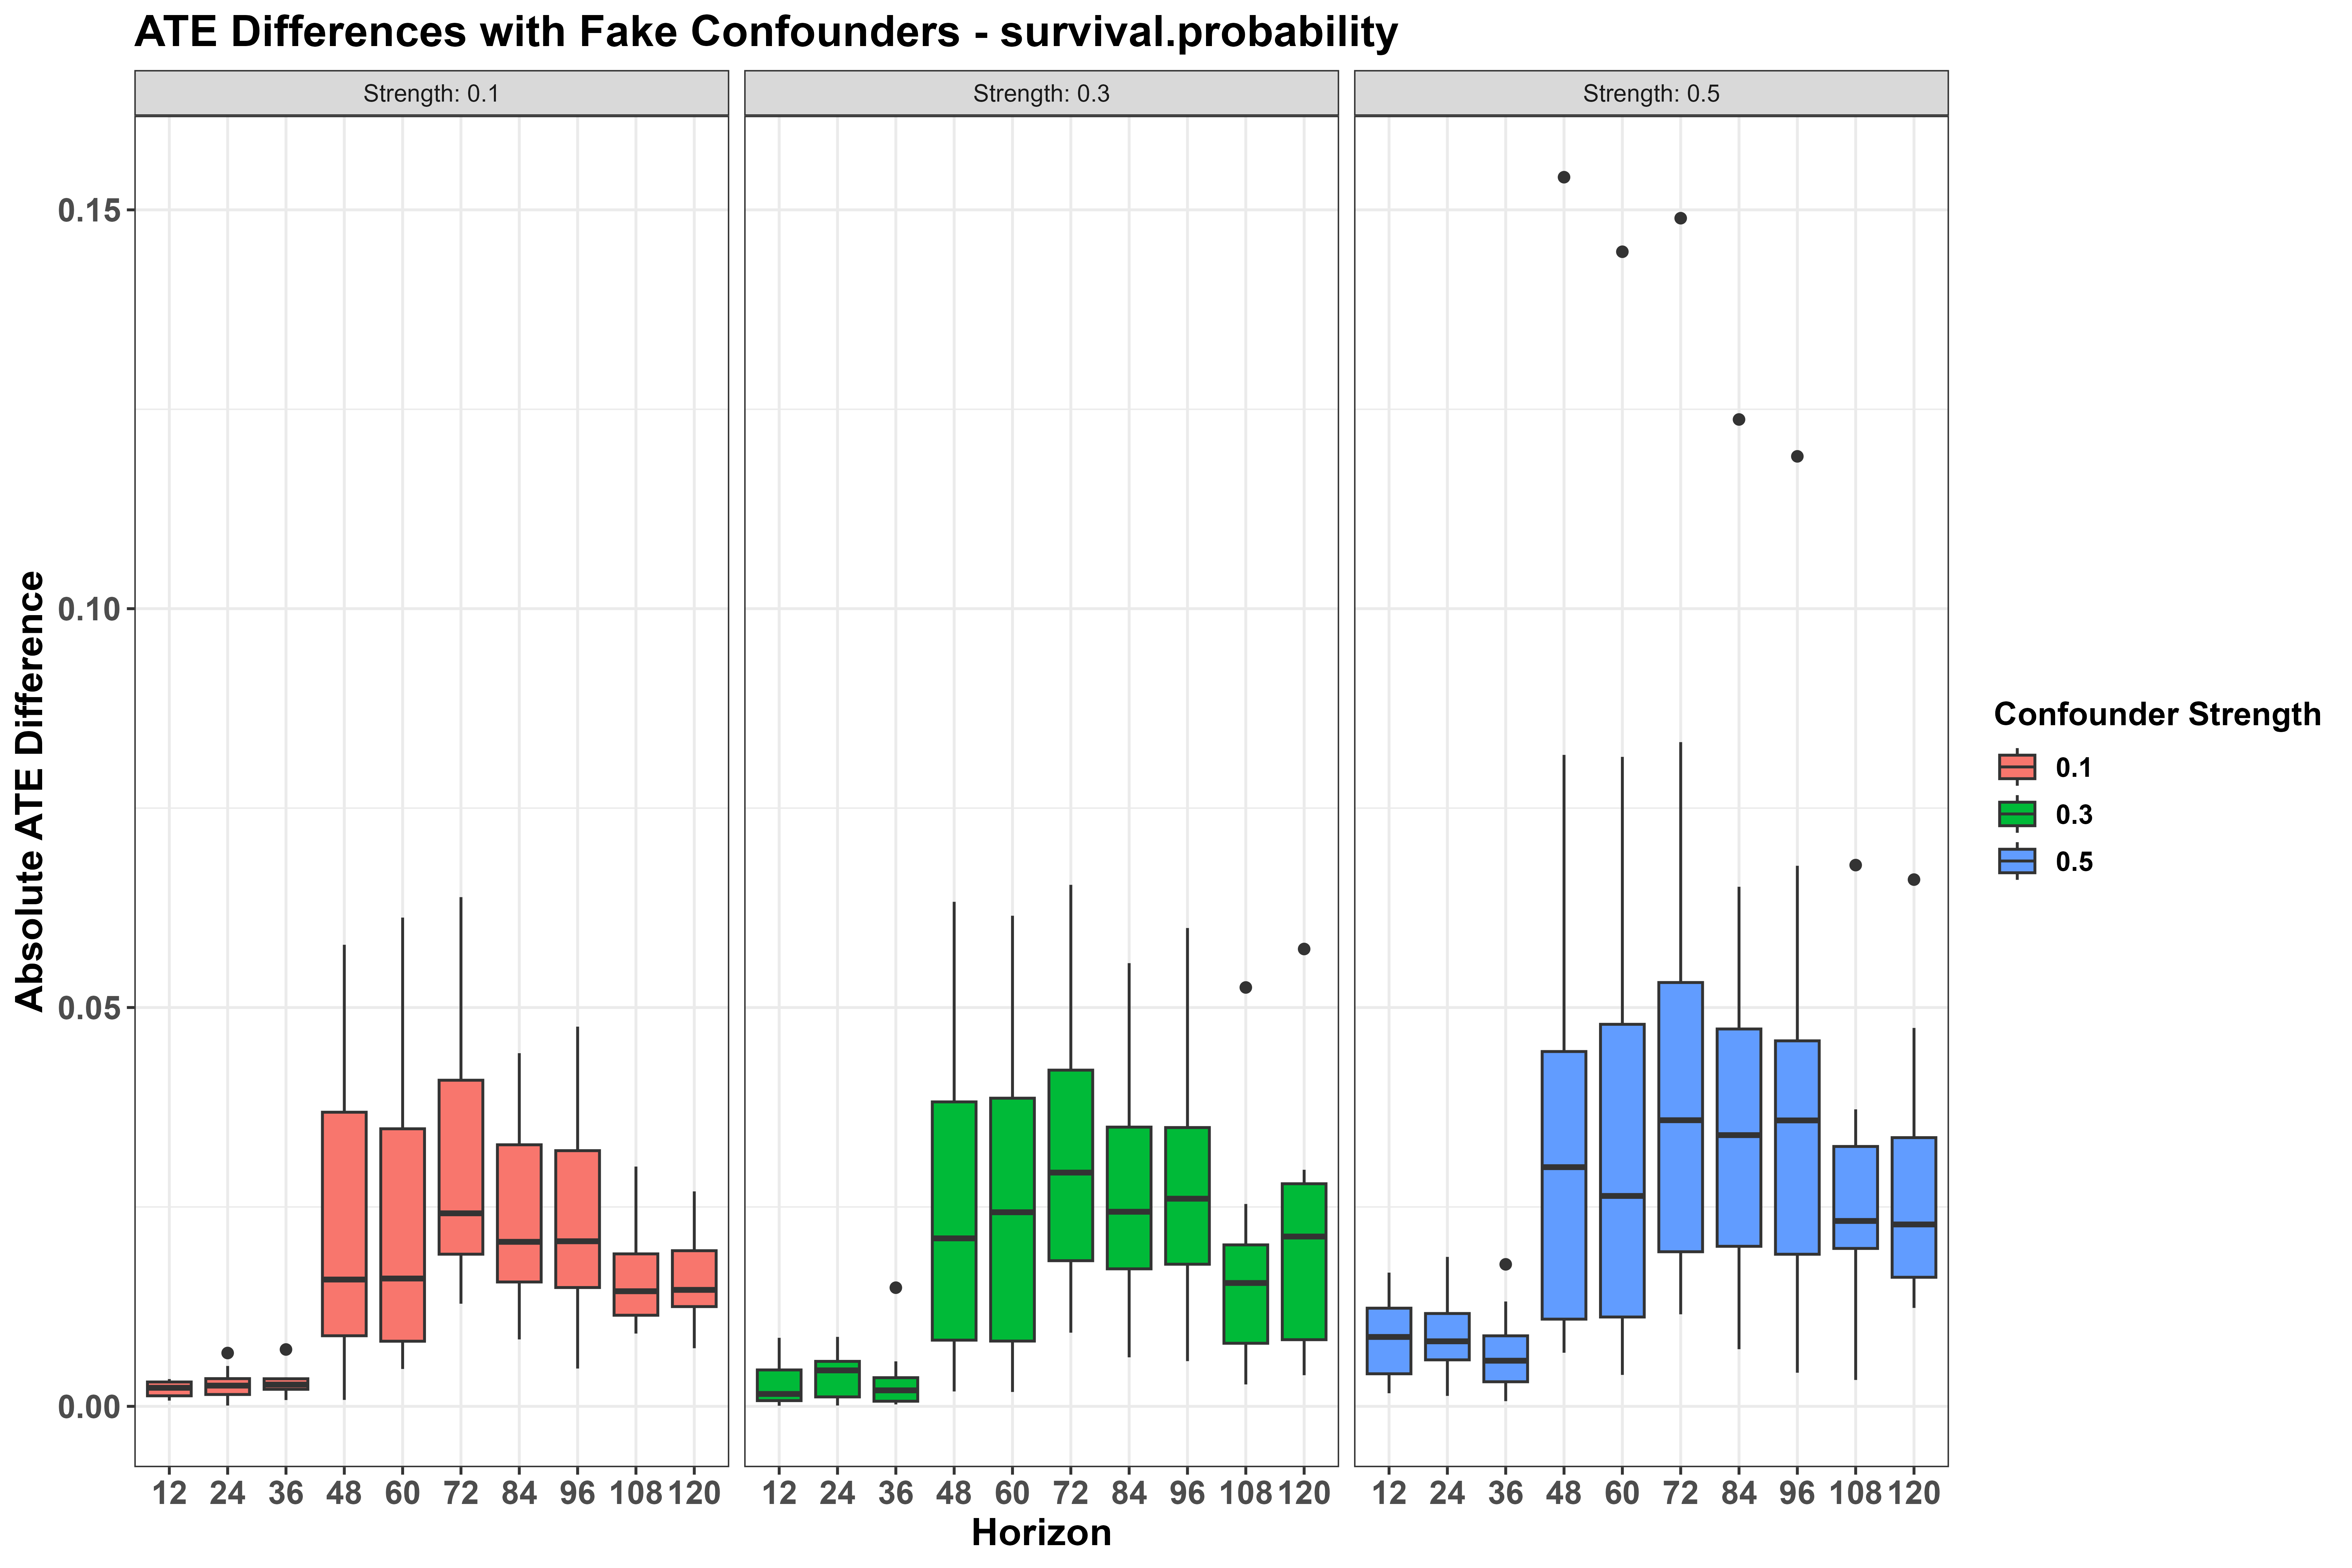 ATE Differences with Fake Confounders - survival.probability
Strength: 0.1
Strength: 0.3
Strength: 0.5
Absolute ATE Difference
0.15
0.10
0.05
0.00
12 24 36 48 60 72 84 96 108 120
12 24 36 48 60 72 84 96 108 120
12 24 36 48 60 72 84 96 108 120
Horizon
Confounder Strength
0.1
0.3
0.5